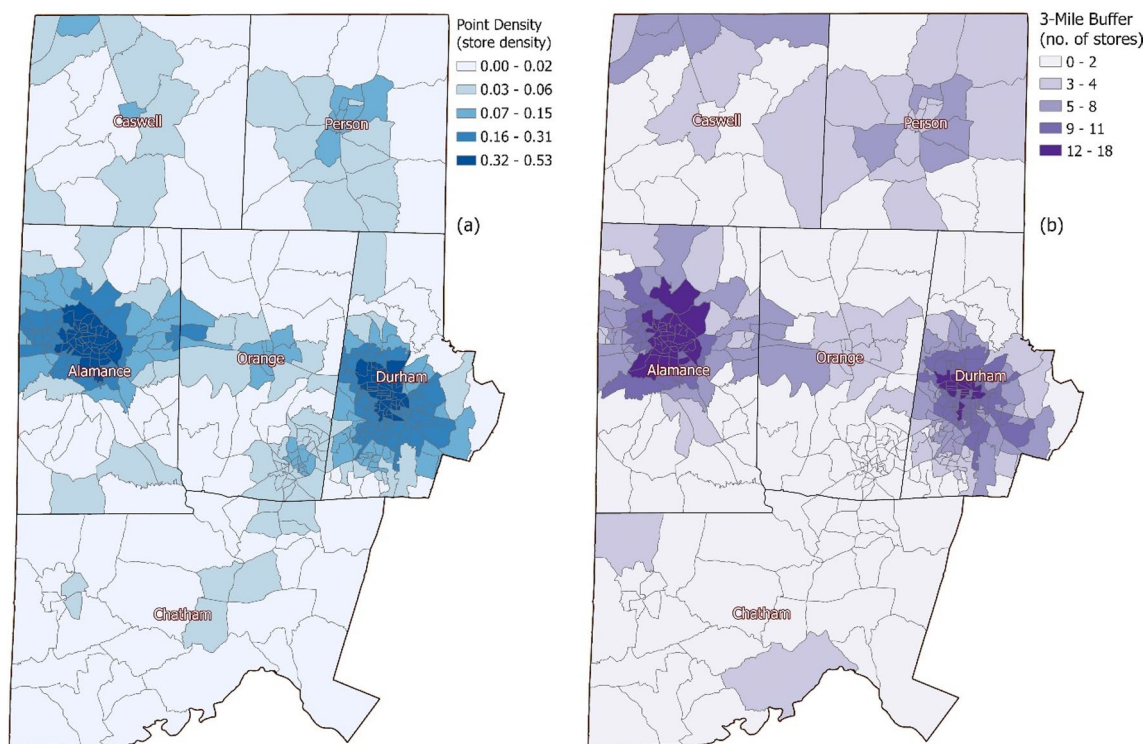 Point Density
(store density)
0.00 - 0.02
0.03 - 0.06
0.07 - 0.15
0.16 - 0.31
0.32 - 0.53
Caswell
Person
(a)
Alamance
Orange
Durham
Chatham
3-Mile Buffer
(no. of stores)
0 - 2
3 - 4
5 - 8
9 - 11
12 - 18
Caswell
Person
(b)
Alamance
Orange
Durham
Chatham